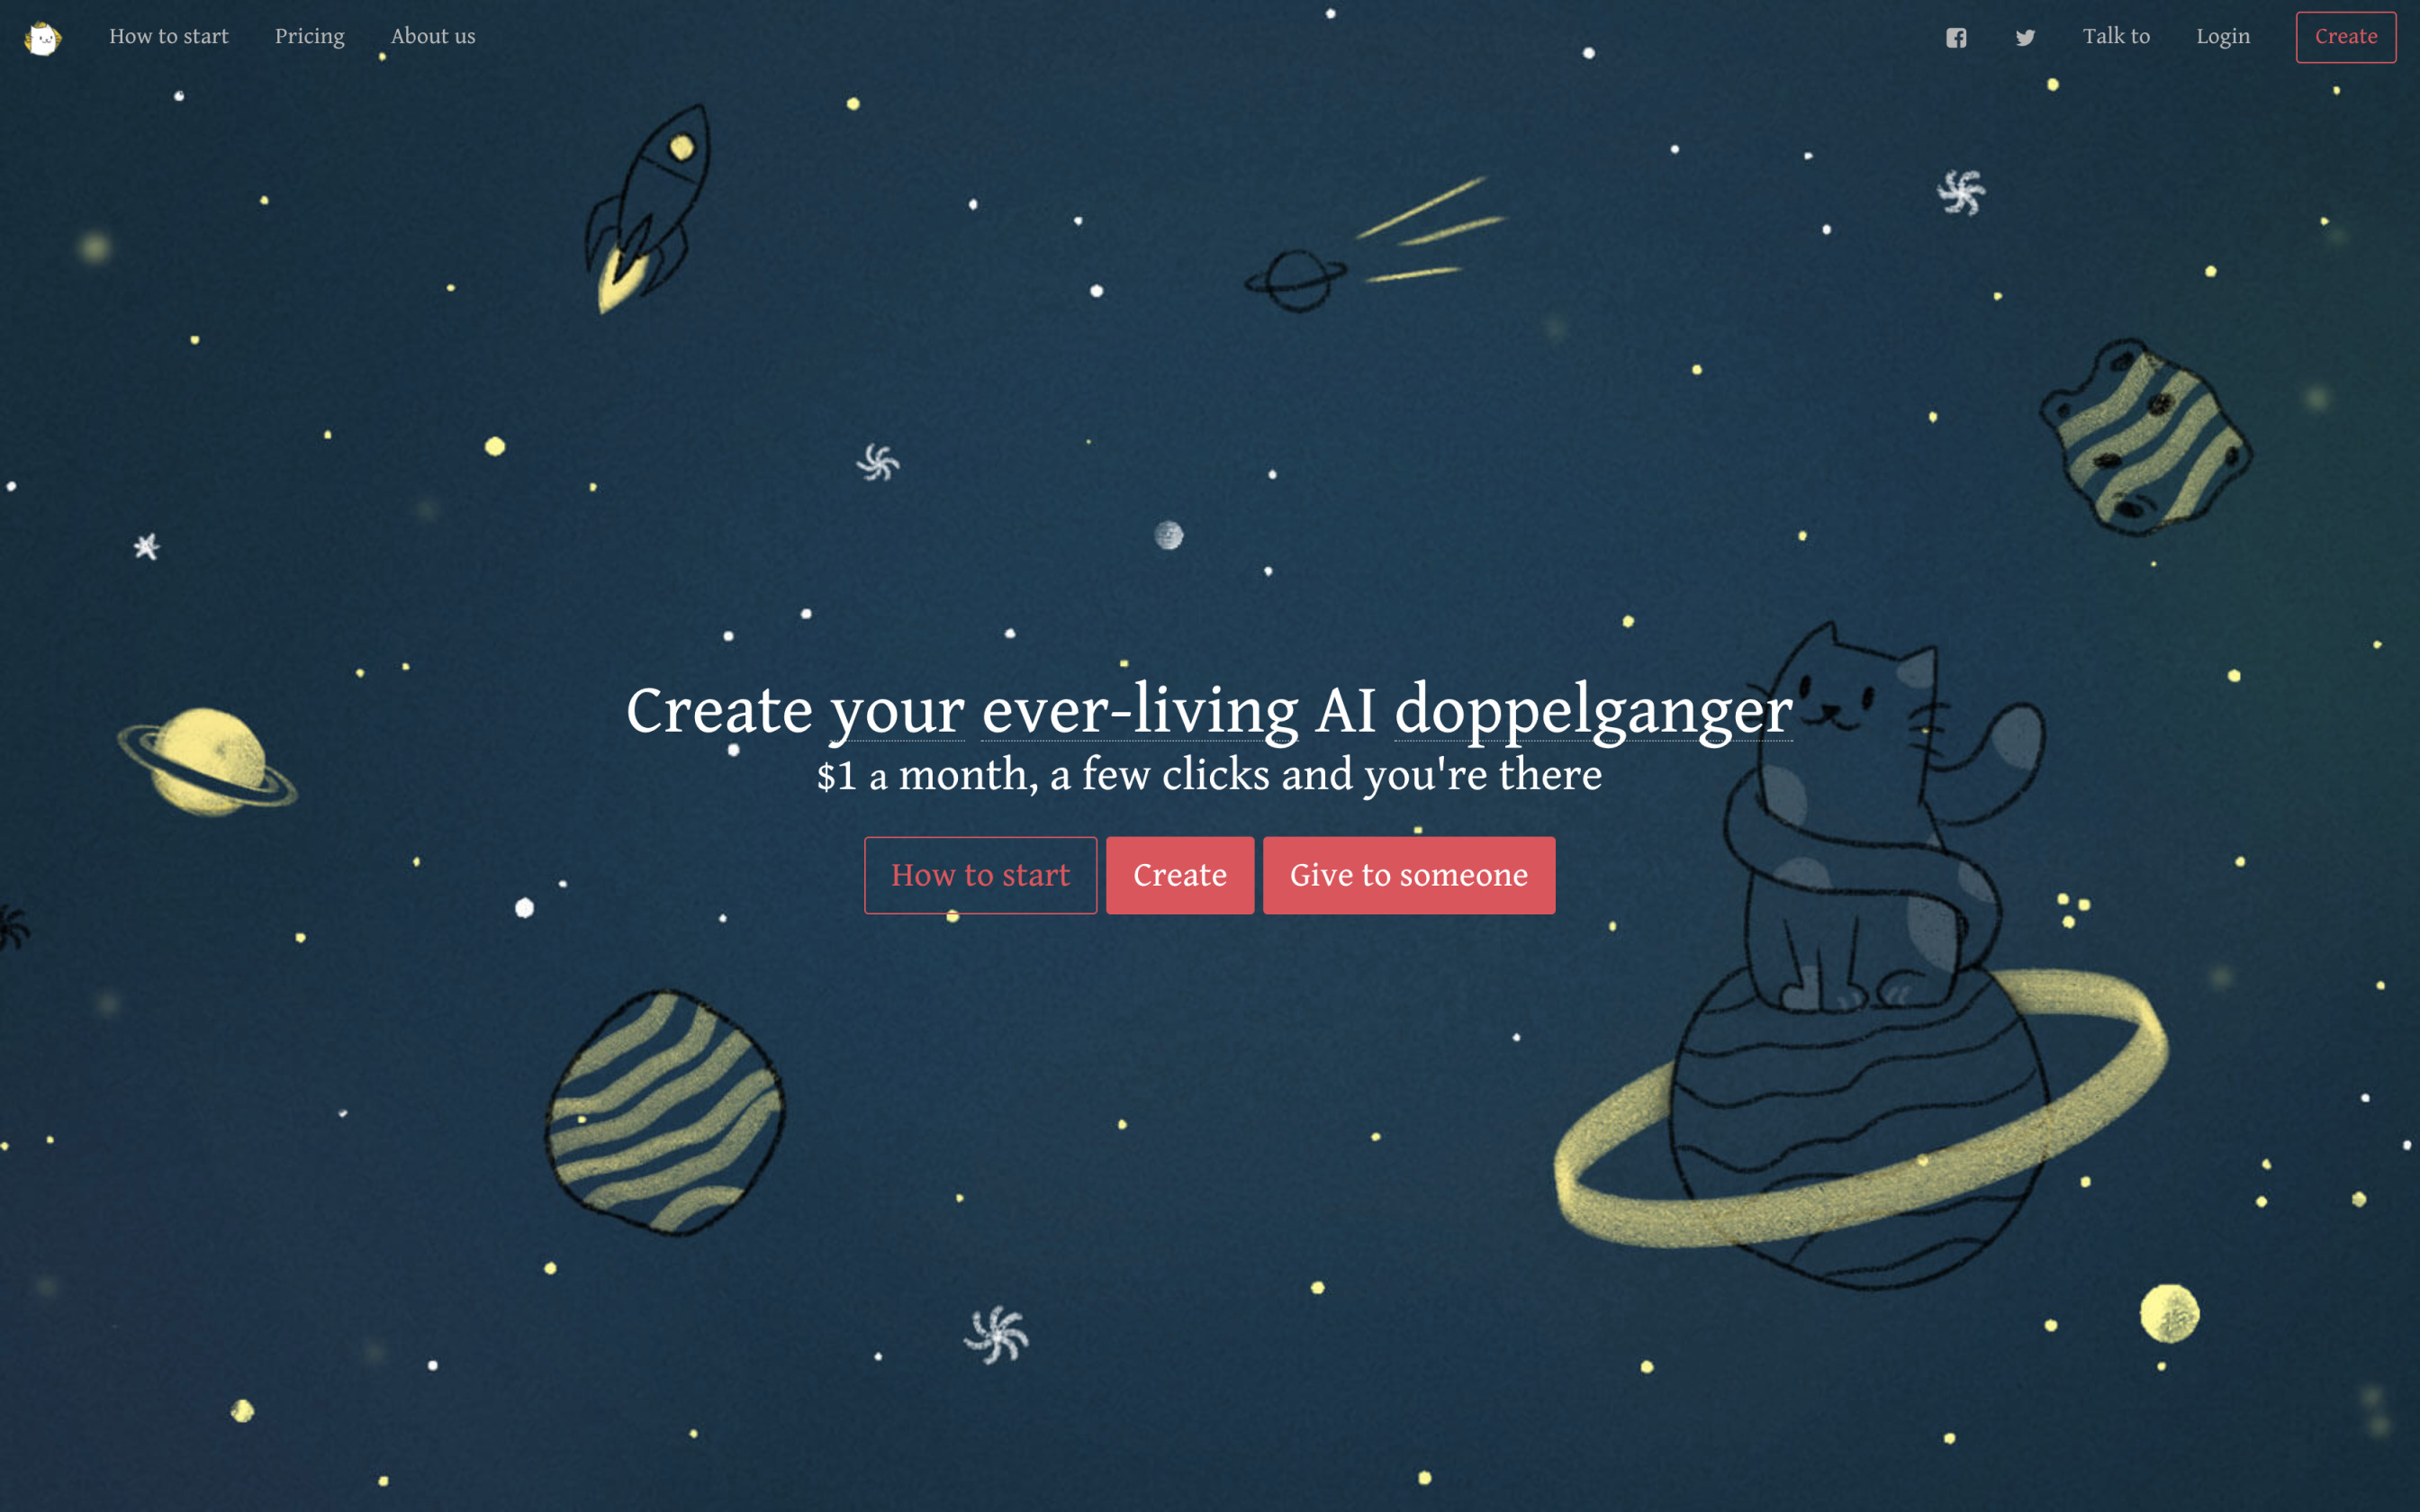 How to start
Pricing
About us
Talk to
Login
Create
Create your ever-living AI doppelganger
$1 a month, a few clicks and you're there
How to start
Create
Give to someone